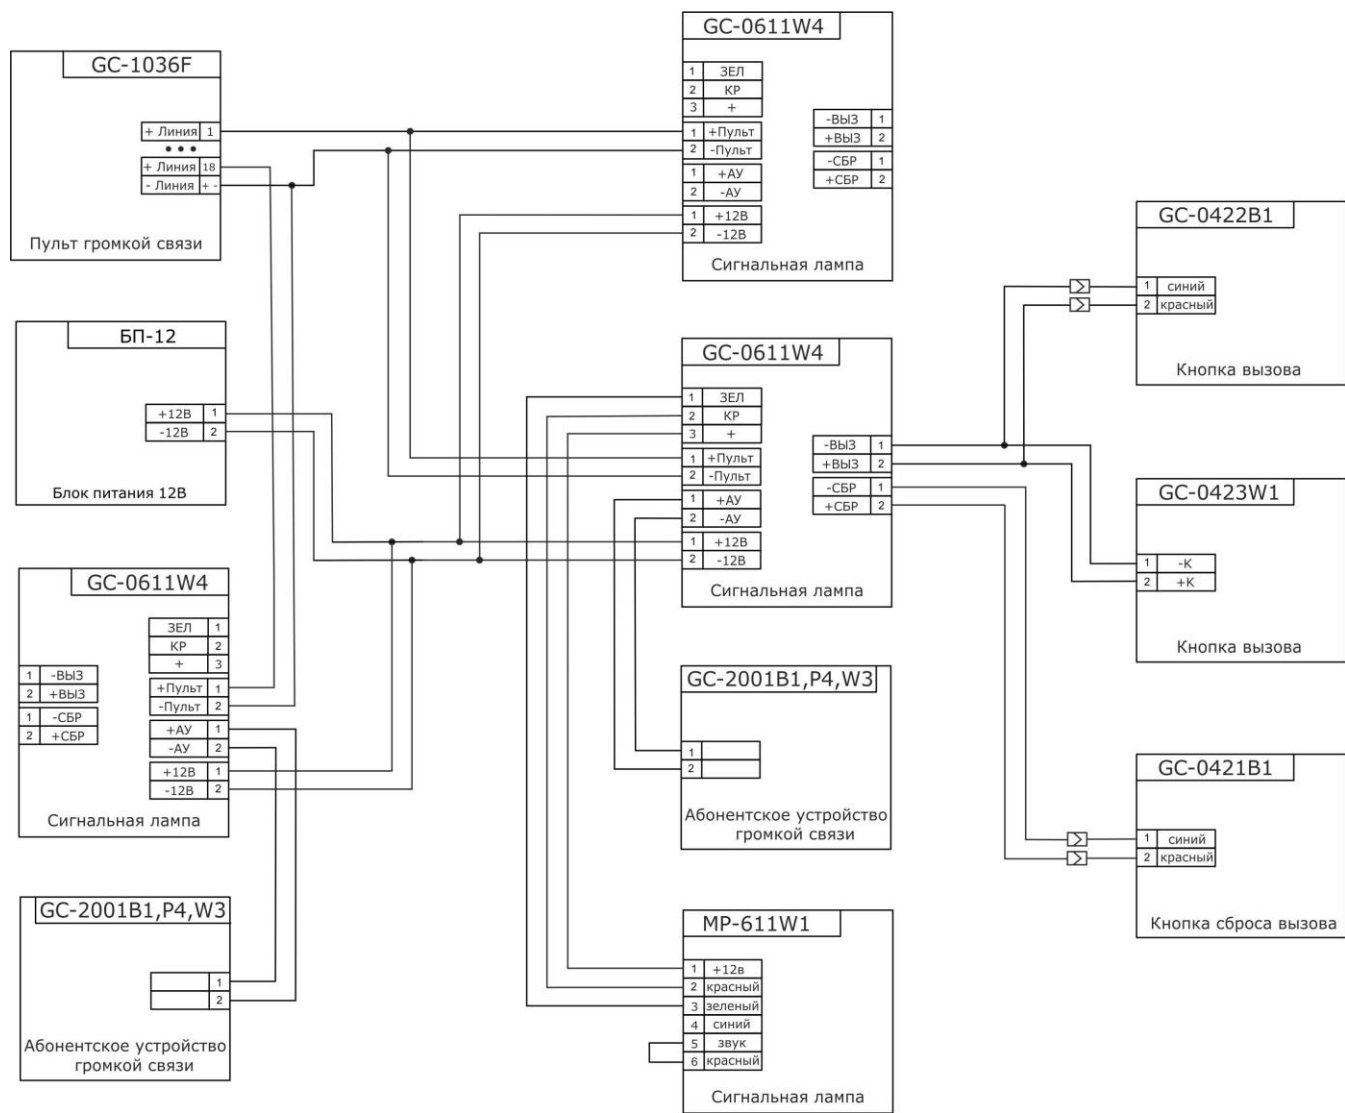 GC-1036F
+ Линия 1
• • •
+ Линия 18
- Линия + -
Пульт громкой связи
БП-12
+12В 1
-12В 2
Блок питания 12В
GC-0611W4
ЗЕЛ 1
КР 2
+ 3
1 -ВЫЗ
2 +ВЫЗ
+Пульт 1
-Пульт 2
1 -СБР
2 +СБР
+АУ 1
-АУ 2
+12В 1
-12В 2
Сигнальная лампа
GC-2001B1,P4,W3
1
2
Абонентское устройство
громкой связи
GC-0611W4
1 ЗЕЛ
2 КР
3 +
1 +Пульт
2 -Пульт
1 +АУ
2 -АУ
1 +12В
2 -12В
-ВЫЗ 1
+ВЫЗ 2
-СБР 1
+СБР 2
Сигнальная лампа
GC-0611W4
1 ЗЕЛ
2 КР
3 +
1 +Пульт
2 -Пульт
1 +АУ
2 -АУ
1 +12В
2 -12В
-ВЫЗ 1
+ВЫЗ 2
-СБР 1
+СБР 2
Сигнальная лампа
GC-2001B1,P4,W3
1
2
Абонентское устройство
громкой связи
MP-611W1
1 +12в
2 красный
3 зеленый
4 синий
5 звук
6 красный
Сигнальная лампа
GC-0422B1
1 синий
2 красный
Кнопка вызова
GC-0423W1
1 -К
2 +К
Кнопка вызова
GC-0421B1
1 синий
2 красный
Кнопка сброса вызова